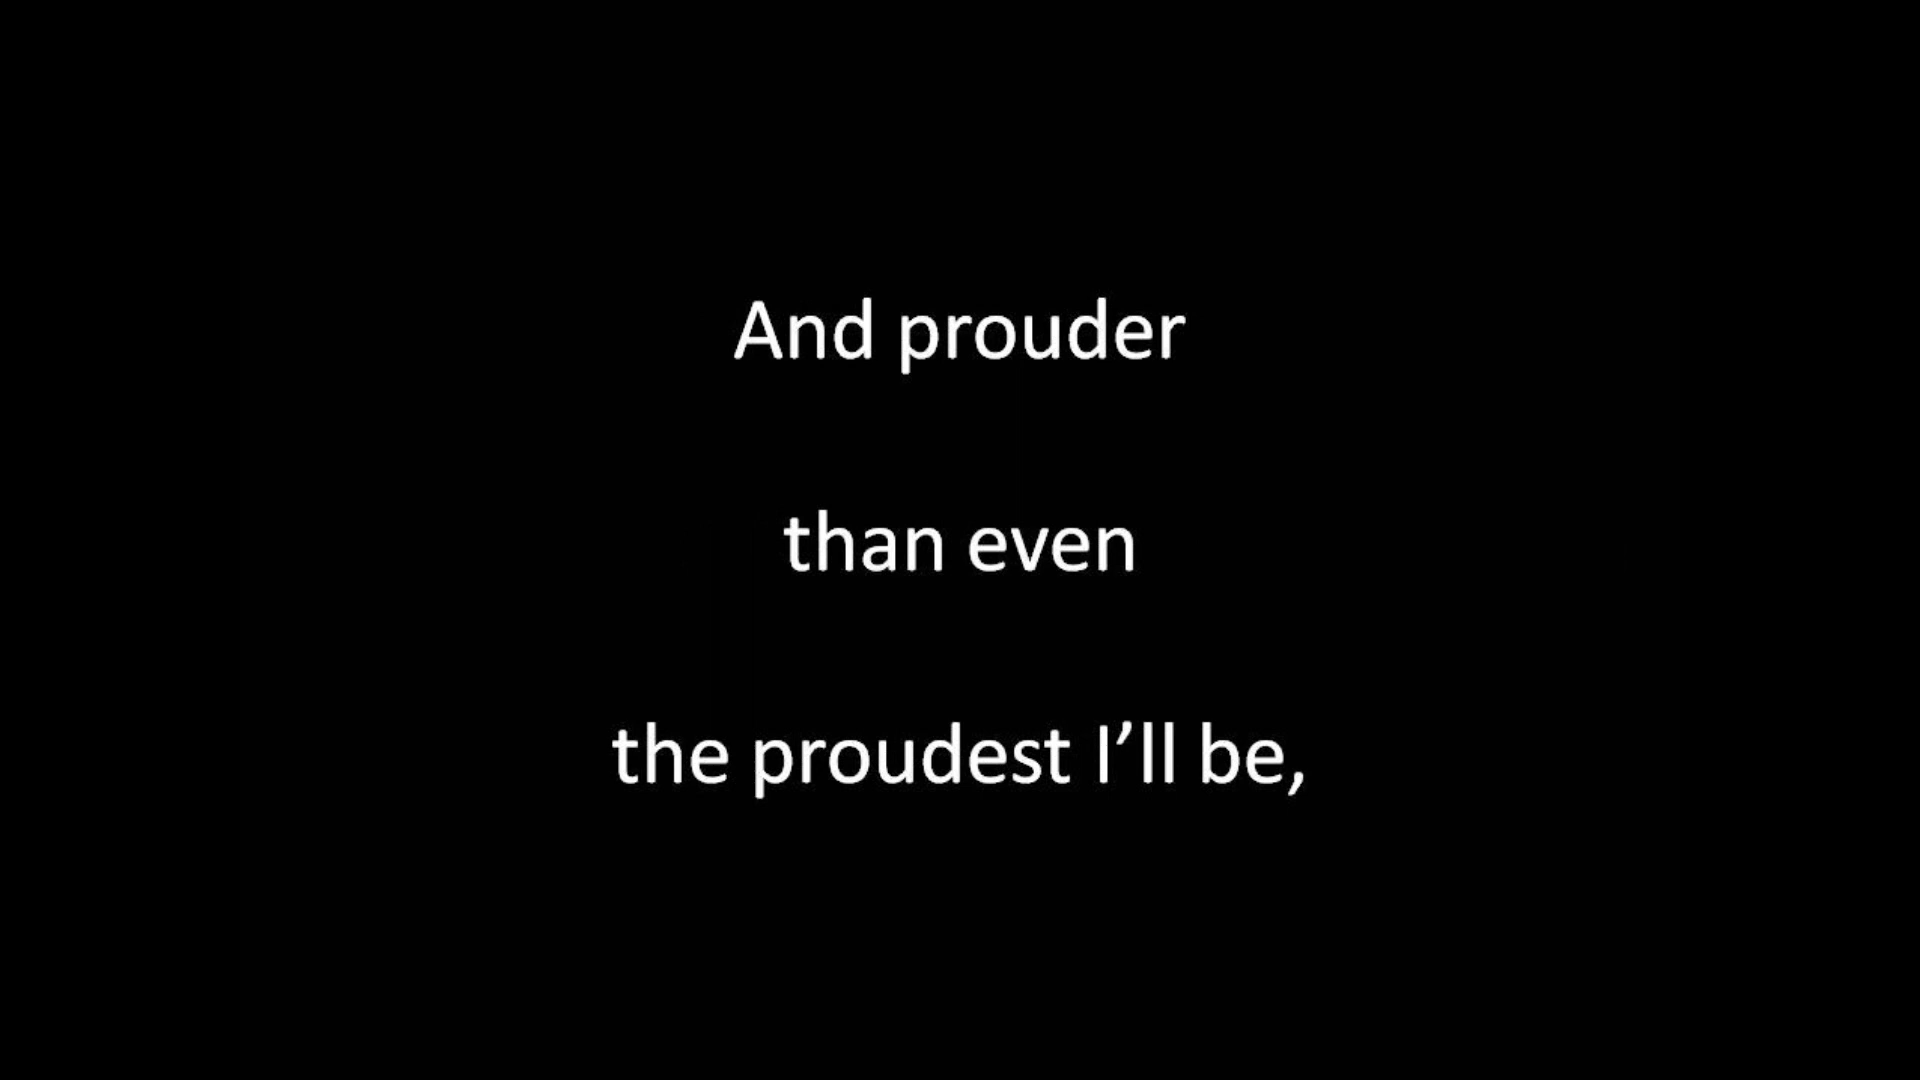 And prouder
than even
the proudest I’ll be,